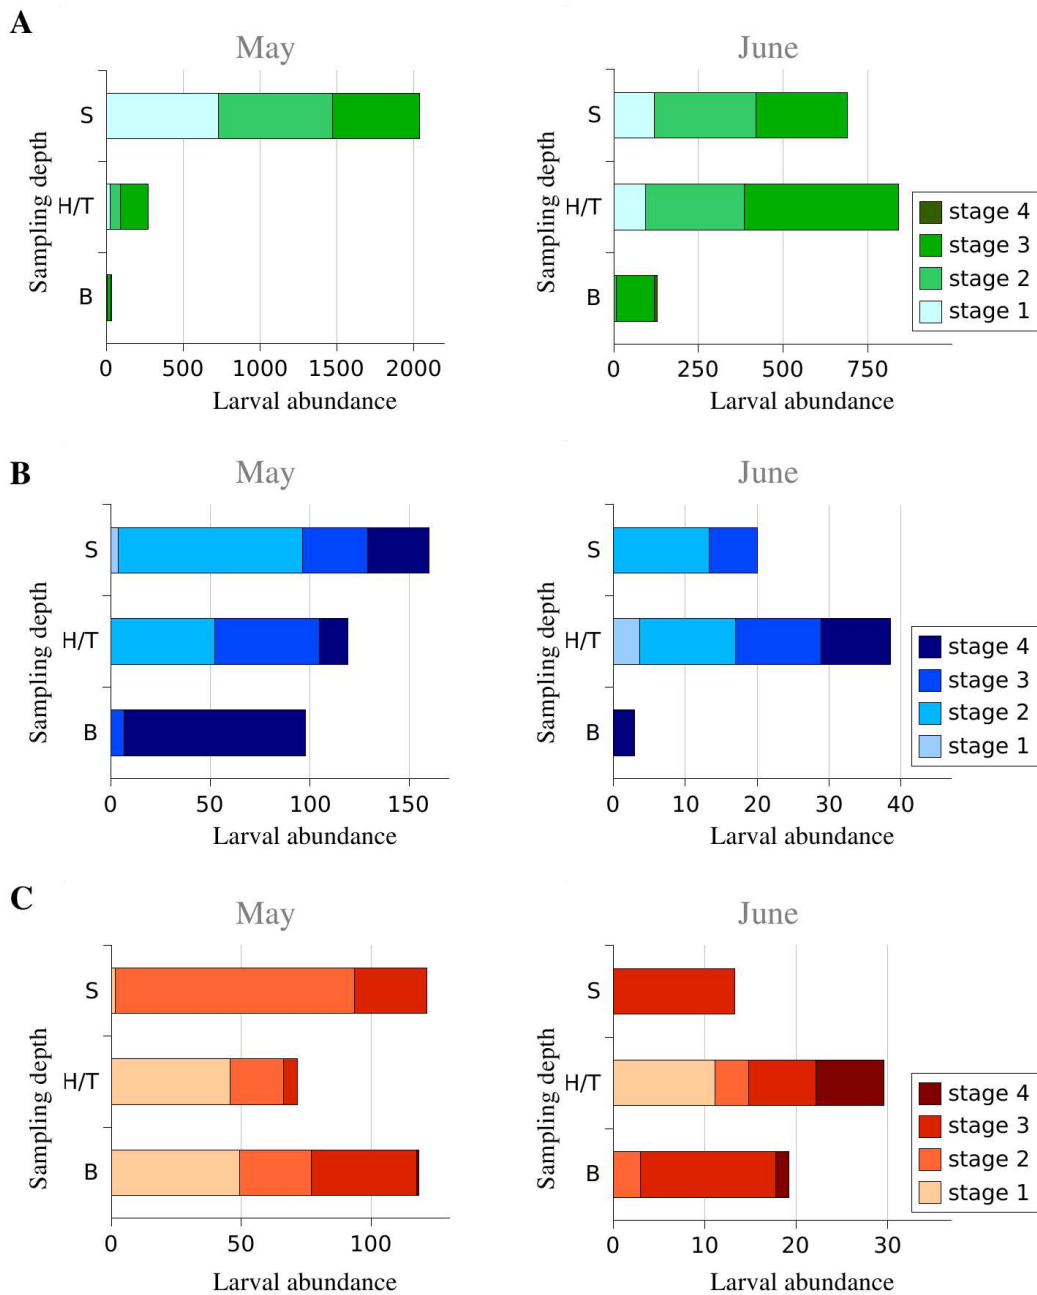 A
May
June
Sampling depth
S
H/T
B
0 500 1000 1500 2000
Larval abundance
Sampling depth
S
H/T
B
0 250 500 750
Larval abundance
stage 4
stage 3
stage 2
stage 1
B
May
June
Sampling depth
S
H/T
B
0 50 100 150
Larval abundance
Sampling depth
S
H/T
B
0 10 20 30 40
Larval abundance
stage 4
stage 3
stage 2
stage 1
C
May
June
Sampling depth
S
H/T
B
0 50 100
Larval abundance
Sampling depth
S
H/T
B
0 10 20 30
Larval abundance
stage 4
stage 3
stage 2
stage 1